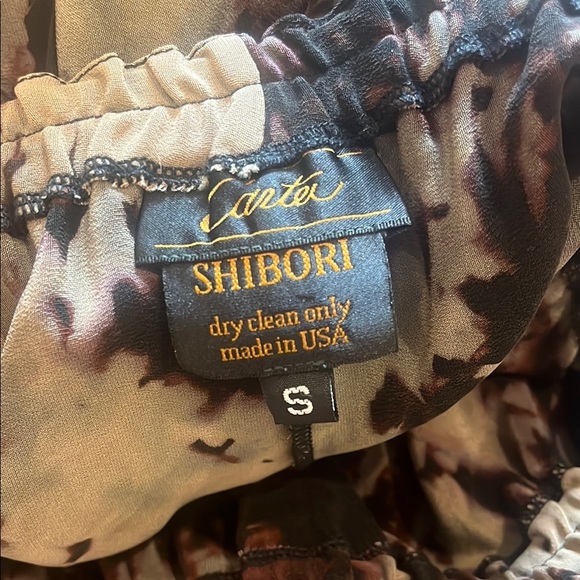 Carter
SHIBORI
dry clean only
made in USA
S